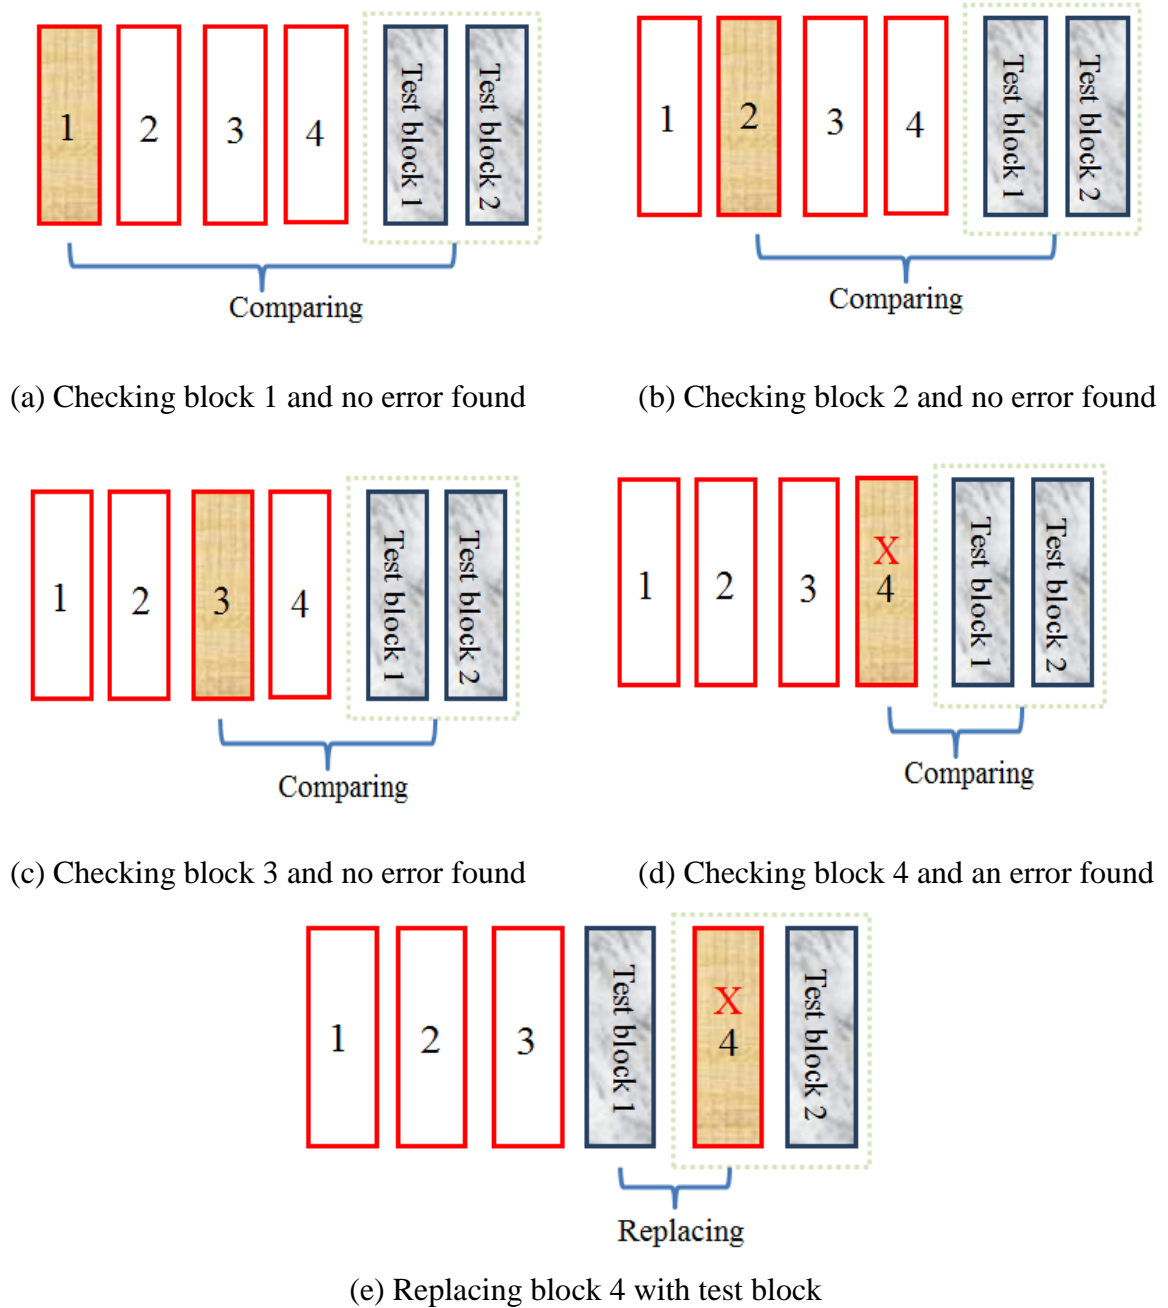 1 2 3 4 Test block 1 Test block 2
Comparing
1 2 3 4 Test block 1 Test block 2
Comparing
(a) Checking block 1 and no error found
(b) Checking block 2 and no error found
1 2 3 4 Test block 1 Test block 2
Comparing
X
1 2 3 4 Test block 1 Test block 2
Comparing
(c) Checking block 3 and no error found
(d) Checking block 4 and an error found
X
1 2 3 Test block 1 4 Test block 2
Replacing
(e) Replacing block 4 with test block